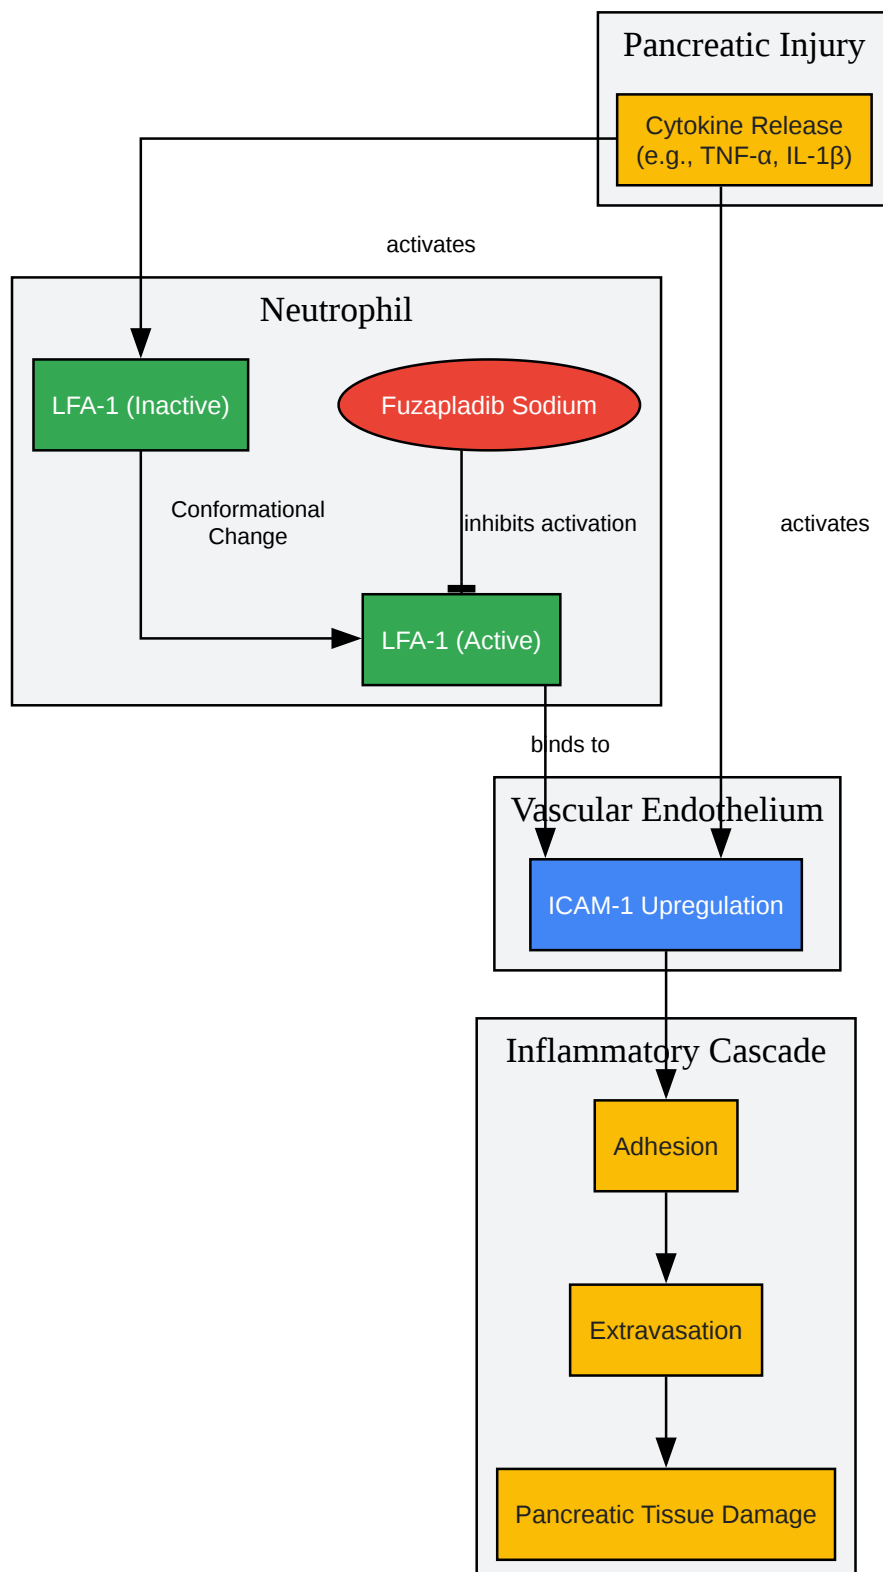 Pancreatic Injury
Cytokine Release
(e.g., TNF-α, IL-1β)
activates
Neutrophil
LFA-1 (Inactive)
Fuzapladib Sodium
Conformational
Change
inhibits activation
activates
LFA-1 (Active)
binds to
Vascular Endothelium
ICAM-1 Upregulation
Inflammatory Cascade
Adhesion
Extravasation
Pancreatic Tissue Damage